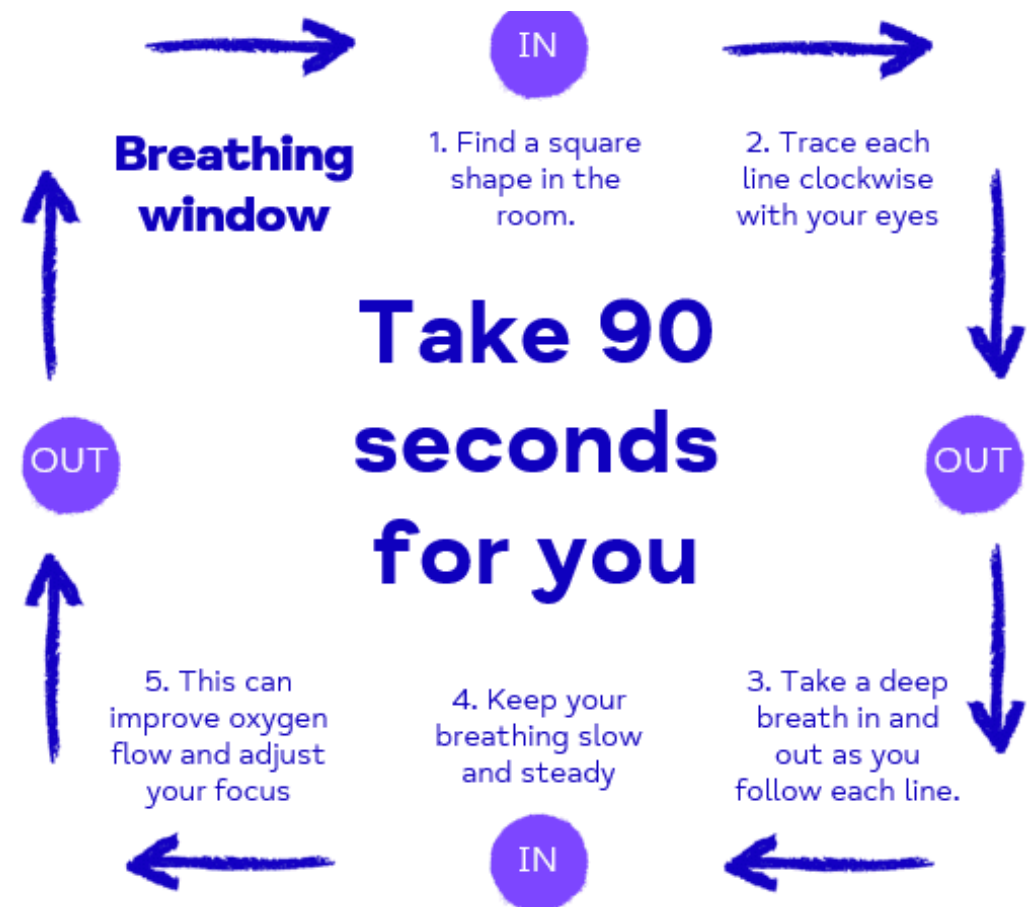 IN
Breathing
window
1. Find a square
shape in the
room.
2. Trace each
line clockwise
with your eyes
Take 90
seconds
for you
OUT
OUT
5. This can
improve oxygen
flow and adjust
your focus
4. Keep your
breathing slow
and steady
3. Take a deep
breath in and
out as you
follow each line.
IN